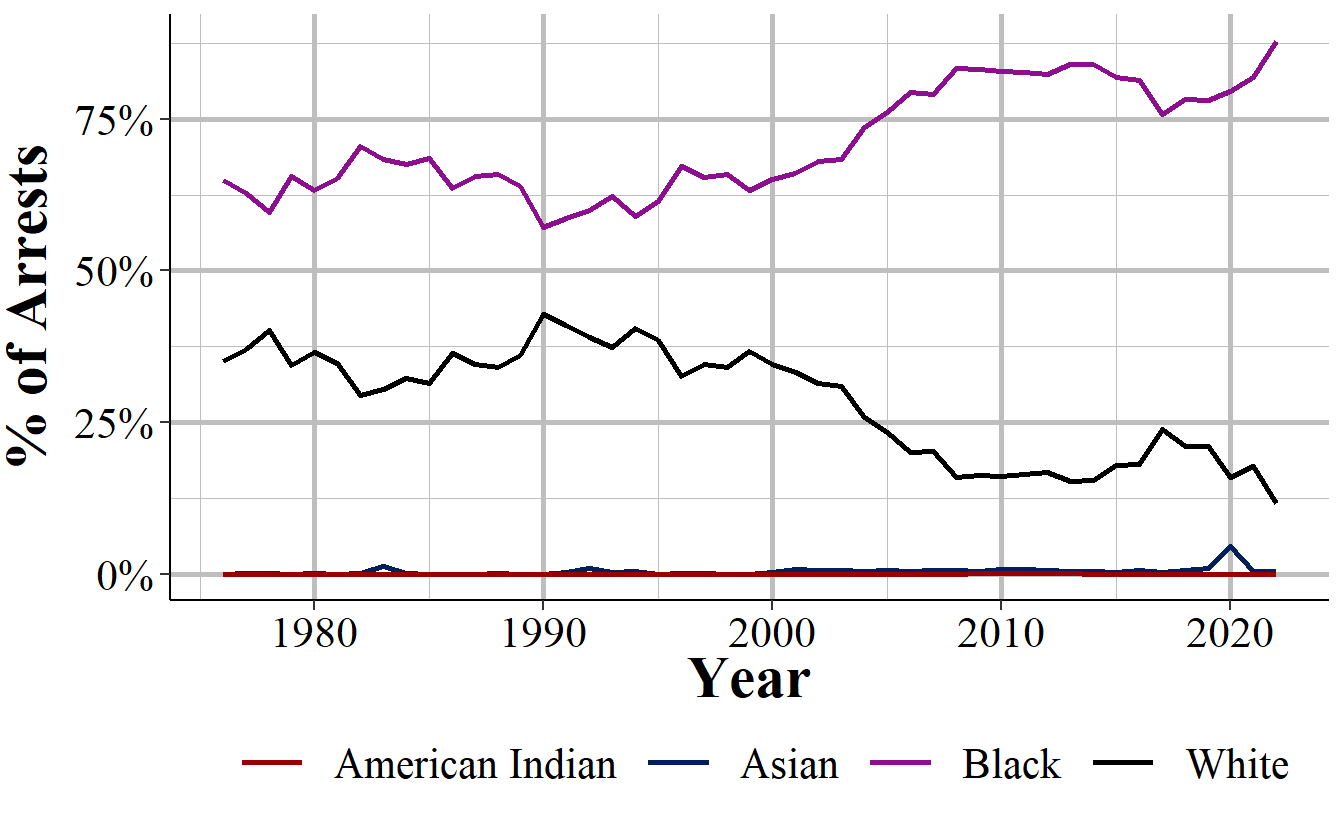 % of Arrests
75%
50%
25%
0%
1980 1990 2000 2010 2020
Year
American Indian Asian Black White